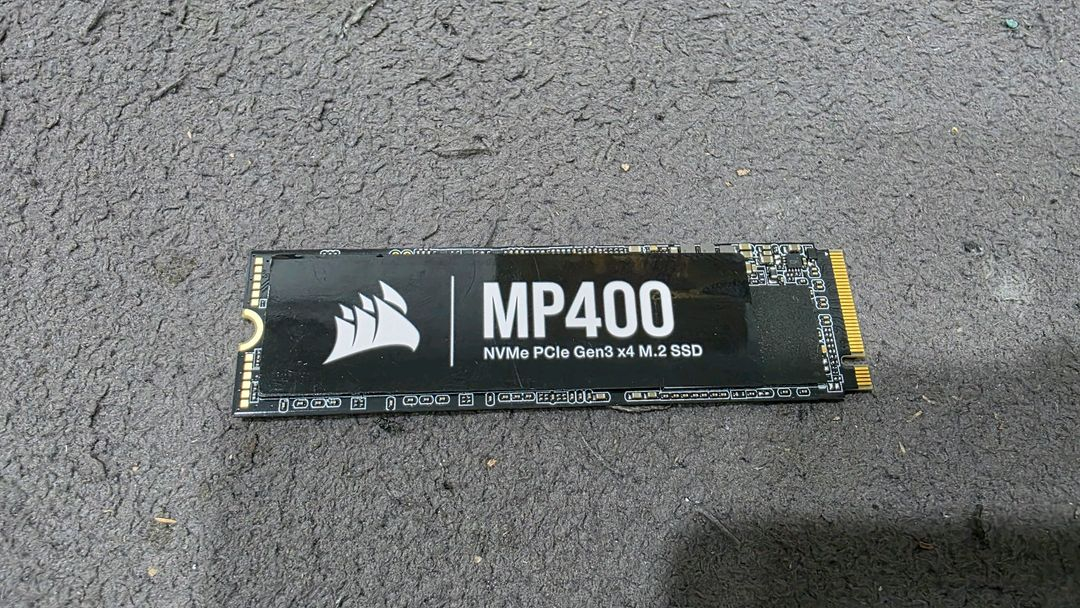 MP400
NVMe PCIe Gen3 x4 M.2 SSD